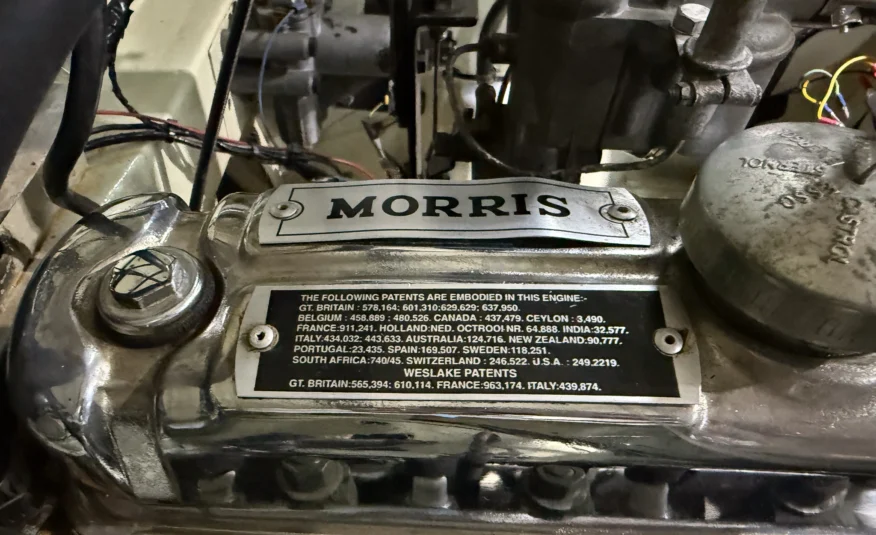 MORRIS
THE FOLLOWING PATENTS ARE EMBODIED IN THIS ENGINE:-
GT. BRITAIN : 578,164; 601,310;629,629; 637,950.
BELGIUM : 458,689 ; 480,526. CANADA : 437,479. CEYLON : 3,490.
FRANCE:911,241. HOLLAND:NED. OCTROOI-NR. 64.888. INDIA:32.577.
ITALY:434,032; 443,633. AUSTRALIA:124,716. NEW ZEALAND:90,777.
PORTUGAL:23,435. SPAIN:169.507. SWEDEN:118,251.
SOUTH AFRICA:740/45. SWITZERLAND : 246,522. U.S.A. : 249.2219.
WESLAKE PATENTS
GT. BRITAIN:565,394; 610,114. FRANCE:963,174. ITALY:439,874.
CASTROL